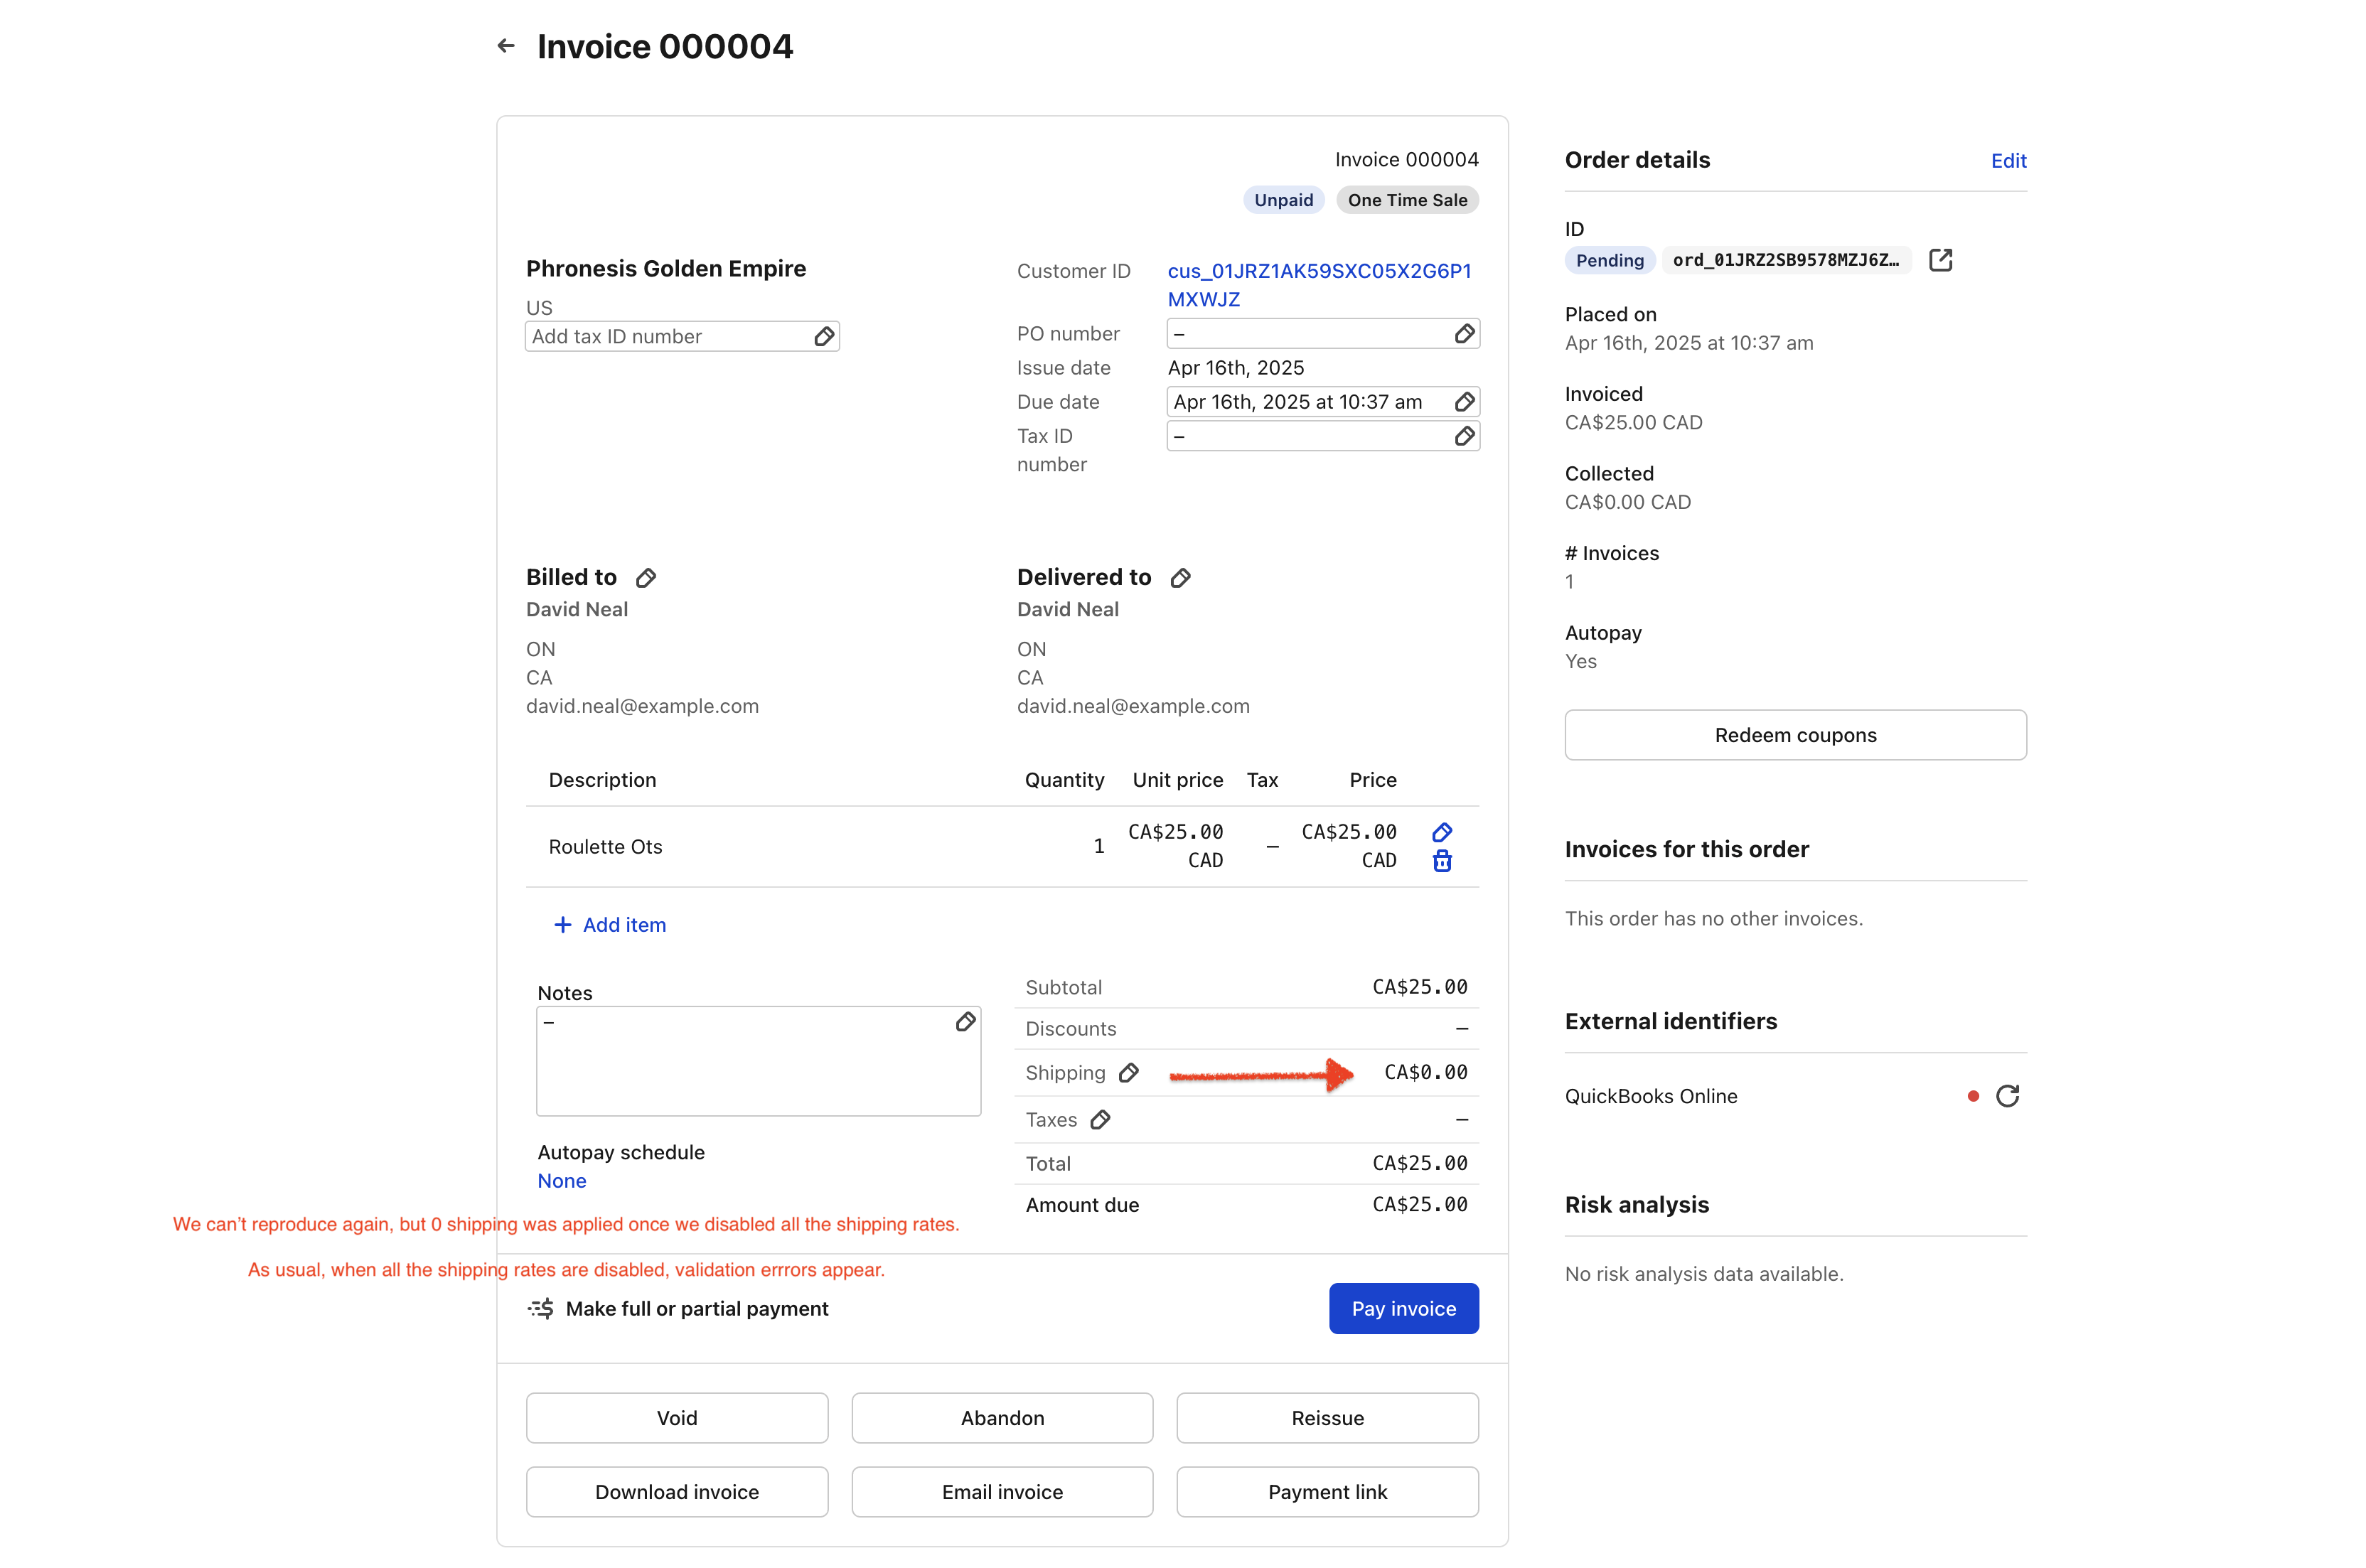 Invoice 000004
Invoice 000004
Unpaid One Time Sale
Phronesis Golden Empire
US
Add tax ID number
Customer ID cus_01JRZ1AK59SXC05X2G6P1
MXWJZ
PO number –
Issue date Apr 16th, 2025
Due date Apr 16th, 2025 at 10:37 am
Tax ID –
number
Billed to
David Neal
ON
CA
david.neal@example.com
Delivered to
David Neal
ON
CA
david.neal@example.com
Description Quantity Unit price Tax Price
Roulette Ots 1 CA$25.00 CAD – CA$25.00 CAD
Add item
Notes
–
Autopay schedule
None
Subtotal CA$25.00
Discounts –
Shipping CA$0.00
Taxes –
Total CA$25.00
Amount due CA$25.00
We can’t reproduce again, but 0 shipping was applied once we disabled all the shipping rates.
As usual, when all the shipping rates are disabled, validation errrors appear.
Make full or partial payment Pay invoice
Void Abandon Reissue
Download invoice Email invoice Payment link
Order details Edit
ID
Pending ord_01JRZ2SB9578MZJ6Z…
Placed on
Apr 16th, 2025 at 10:37 am
Invoiced
CA$25.00 CAD
Collected
CA$0.00 CAD
# Invoices
1
Autopay
Yes
Redeem coupons
Invoices for this order
This order has no other invoices.
External identifiers
QuickBooks Online
Risk analysis
No risk analysis data available.